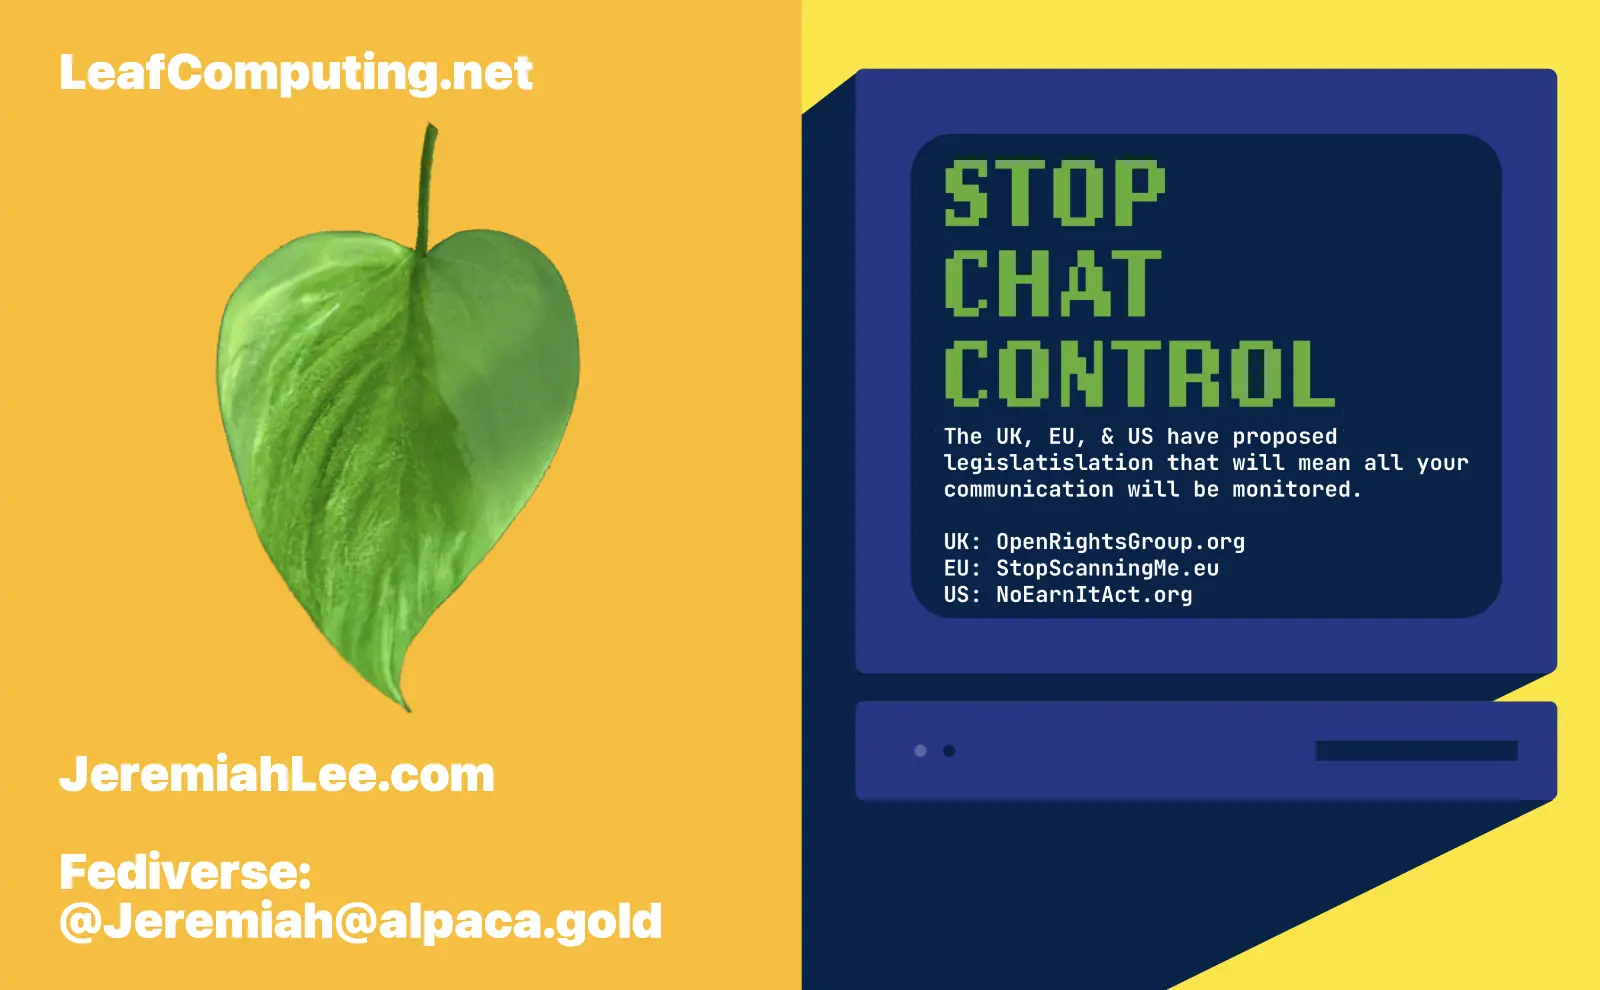 LeafComputing.net
JeremiahLee.com
Fediverse:
@Jeremiah@alpaca.gold
STOP
CHAT
CONTROL
The UK, EU, & US have proposed
legislatislation that will mean all your
communication will be monitored.
UK: OpenRightsGroup.org
EU: StopScanningMe.eu
US: NoEarnItAct.org